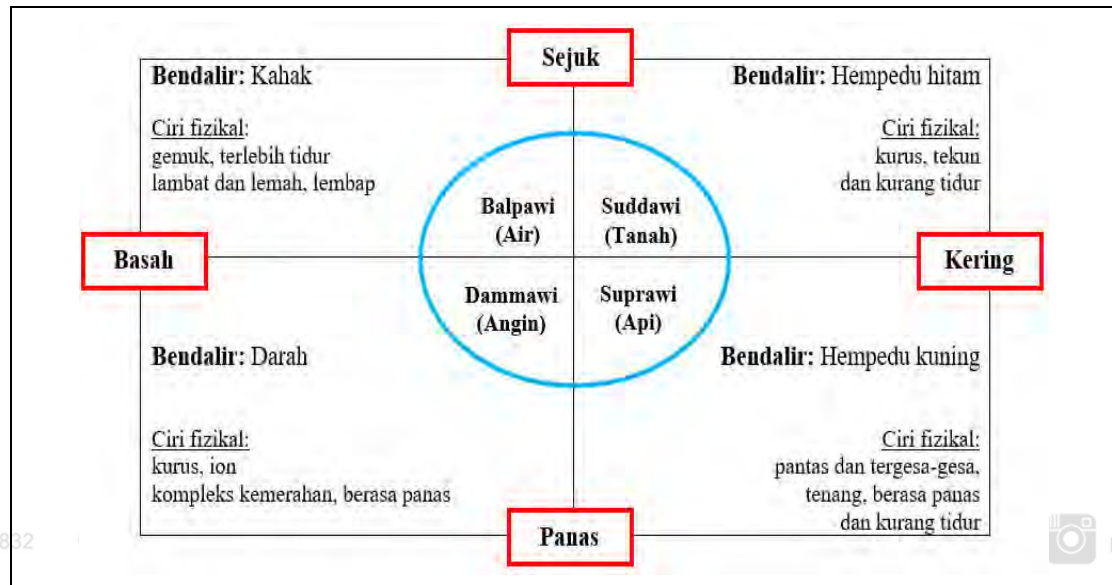 Sejuk
Bendalir: Kahak
Ciri fizikal:
gemuk, terlebih tidur
lambat dan lemah, lembap
Bendalir: Hempedu hitam
Ciri fizikal:
kurus, tekun
dan kurang tidur
Balpawi
(Air)
Suddawi
(Tanah)
Basah
Kering
Dammawi
(Angin)
Suprawi
(Api)
Bendalir: Darah
Ciri fizikal:
kurus, ion
kompleks kemerahan, berasa panas
Bendalir: Hempedu kuning
Ciri fizikal:
pantas dan tergesa-gesa,
tenang, berasa panas
dan kurang tidur
Panas
832